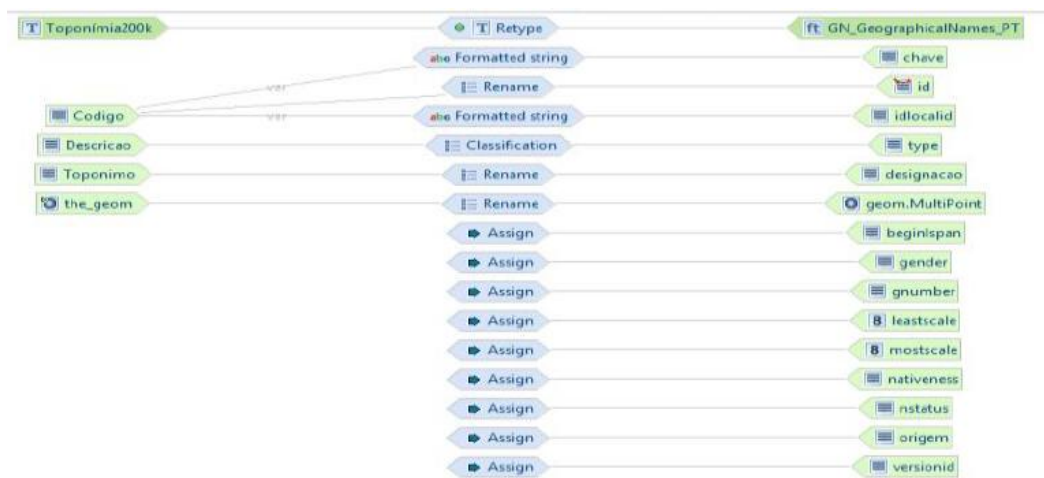 Toponímia200k Retype GN_GeographicalNames_PT
Formatted string chave
var Rename id
Codigo var Formatted string idlocalid
Descricao Classification type
Toponimo Rename designacao
the_geom Rename geom.MultiPoint
Assign beginlspan
Assign gender
Assign gnumber
Assign leastscale
Assign mostscale
Assign nativeness
Assign nstatus
Assign origem
Assign versionid